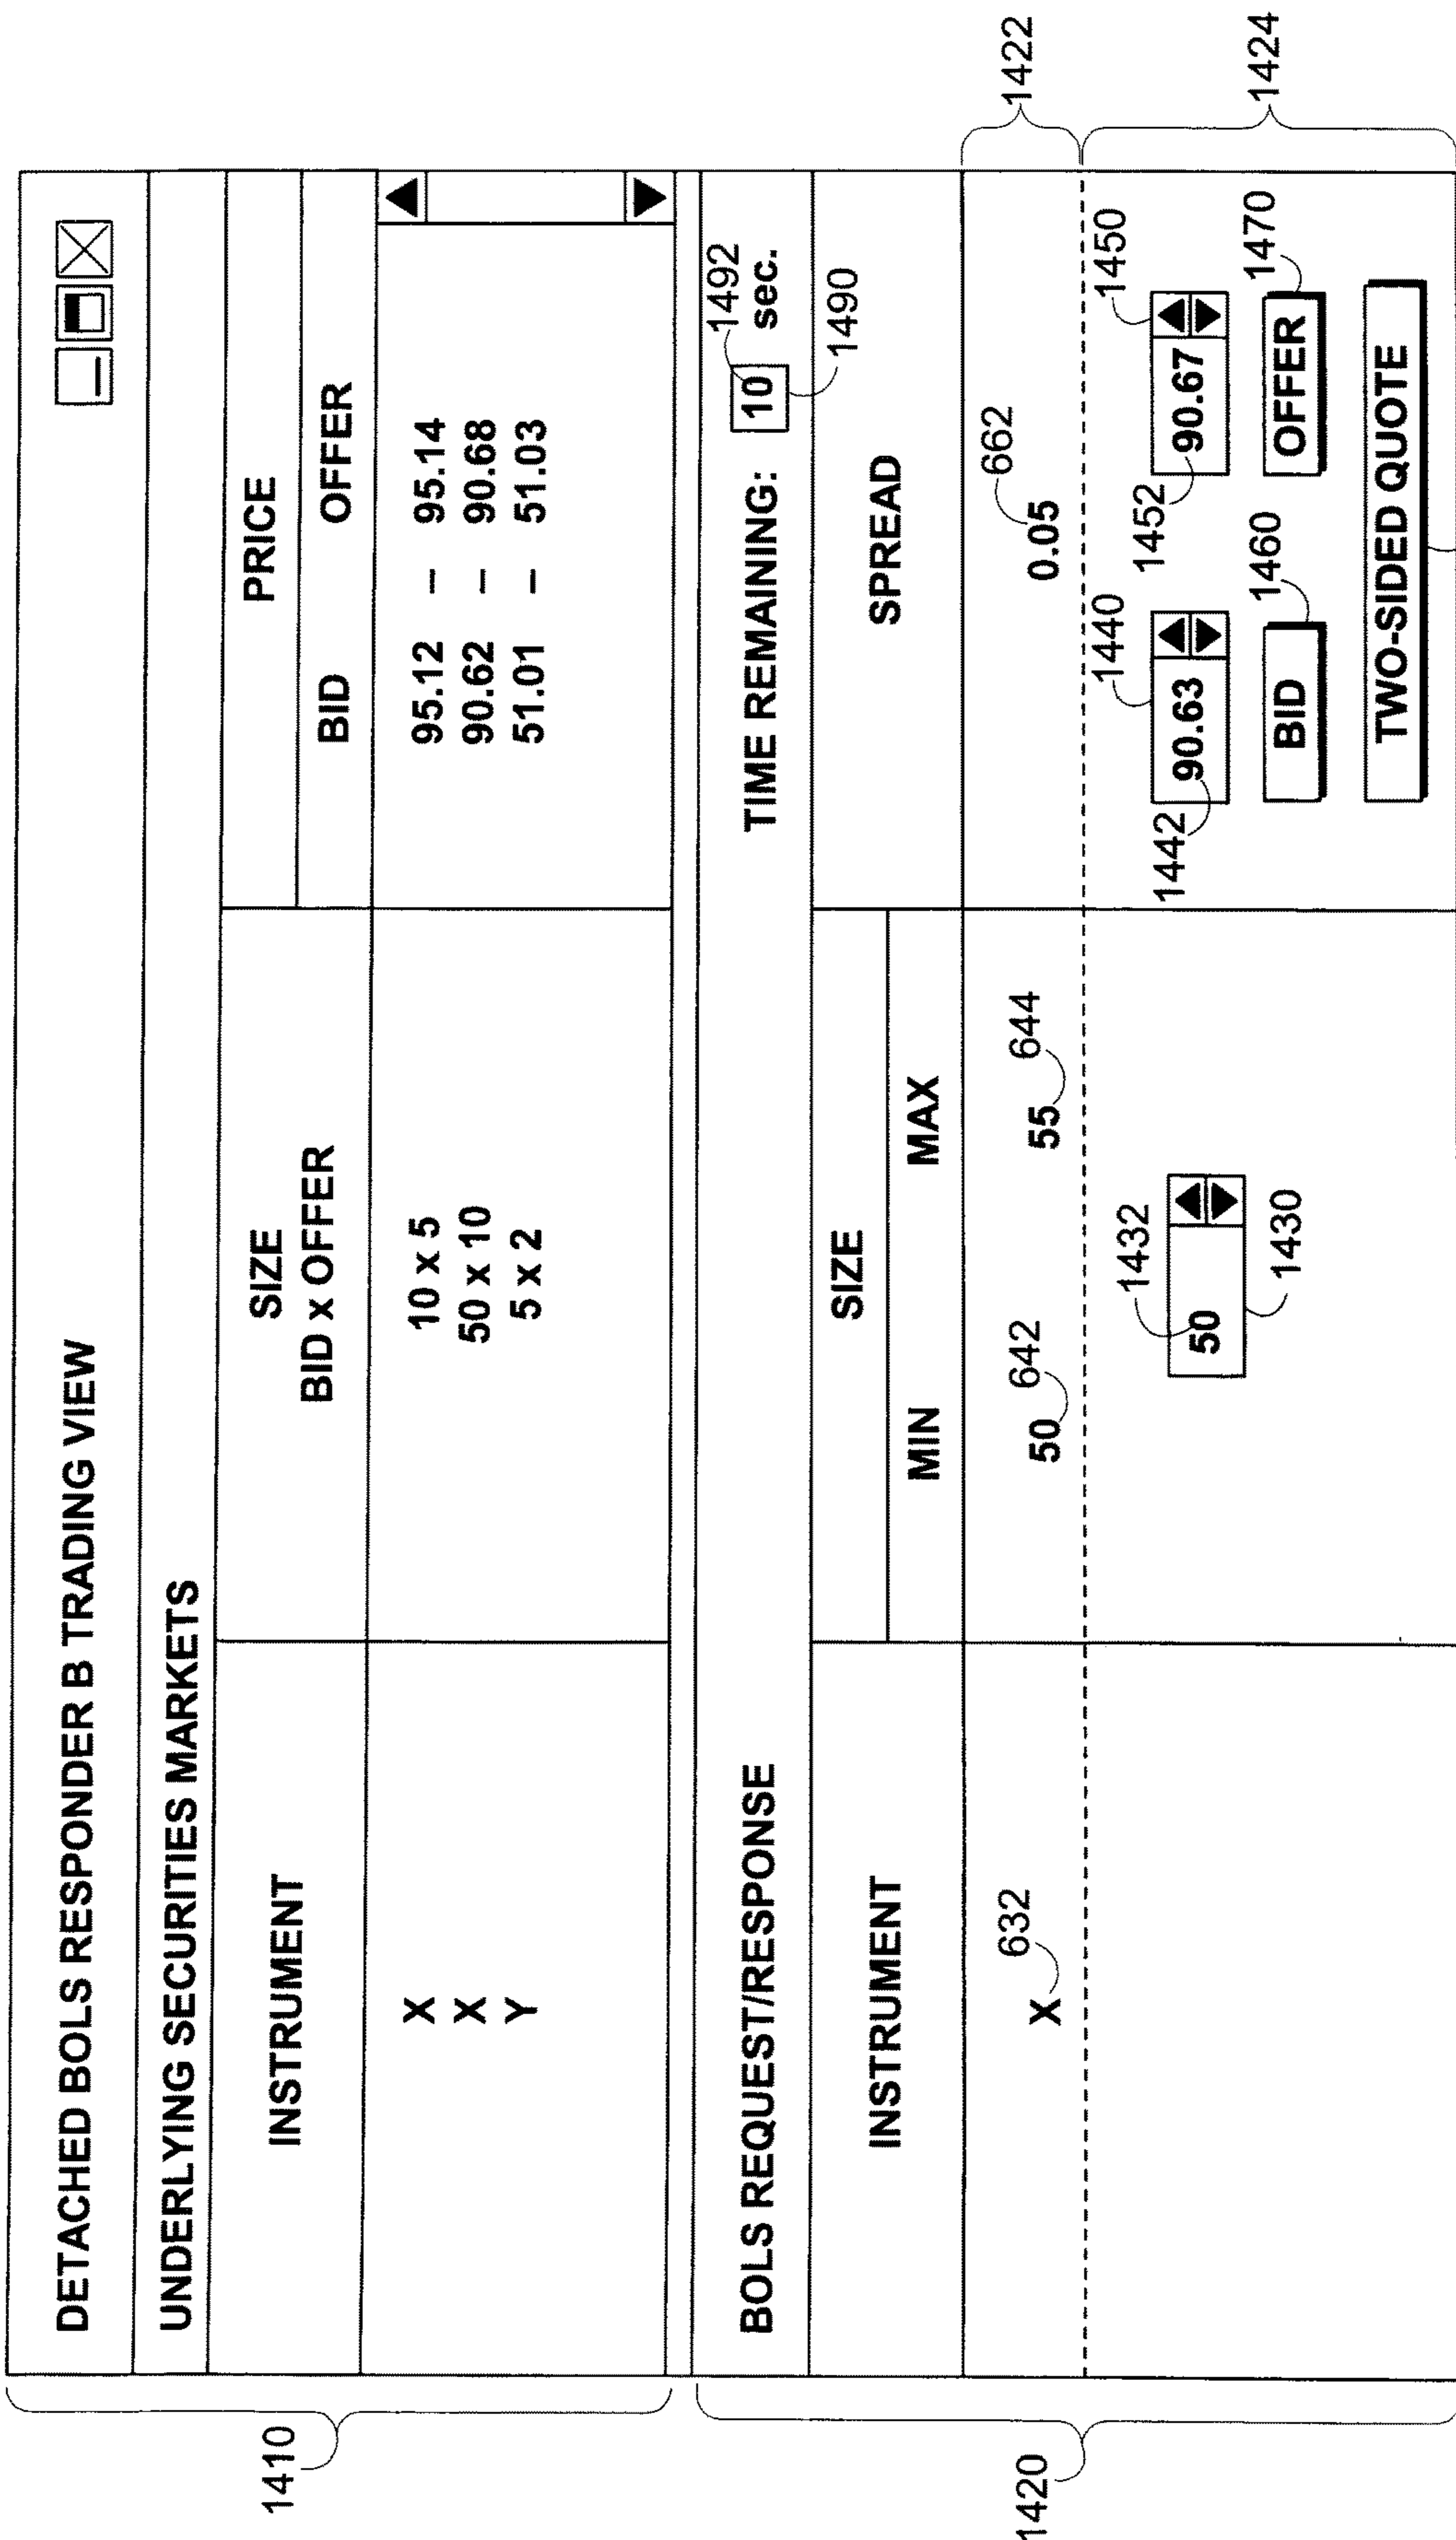 DETACHED BOLS RESPONDER B TRADING VIEW
UNDERLYING SECURITIES MARKETS
INSTRUMENT
SIZE
BID x OFFER
PRICE
BID OFFER
X 10 x 5 95.12 – 95.14
X 50 x 10 90.62 – 90.68
Y 5 x 2 51.01 – 51.03
1410
BOLS REQUEST/RESPONSE TIME REMAINING: 10 sec.
1492
1490
INSTRUMENT
SIZE
MIN MAX
SPREAD
632 642 644 662
X 50 55 0.05
1422
1420
1432
50
1430
1440
1442
90.63
1450
1452
90.67
1460
BID
1470
OFFER
TWO-SIDED QUOTE
1424